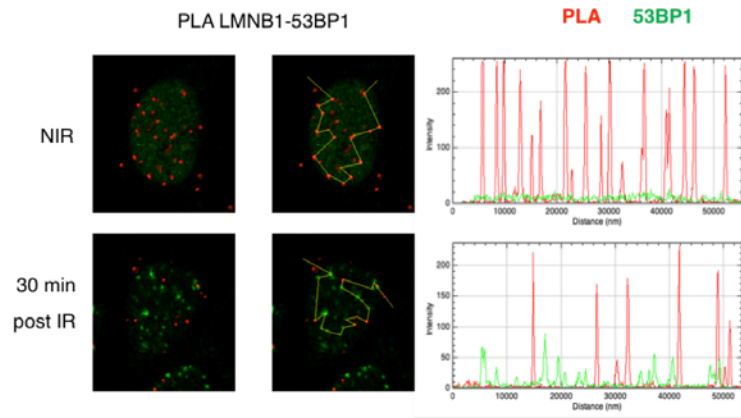 PLA LMNB1-53BP1
PLA 53BP1
NIR
30 min
post IR
Intensity
200
100
0
0 10000 20000 30000 40000 50000
Distance (nm)
Intensity
200
100
0
0 10000 20000 30000 40000 50000
Distance (nm)